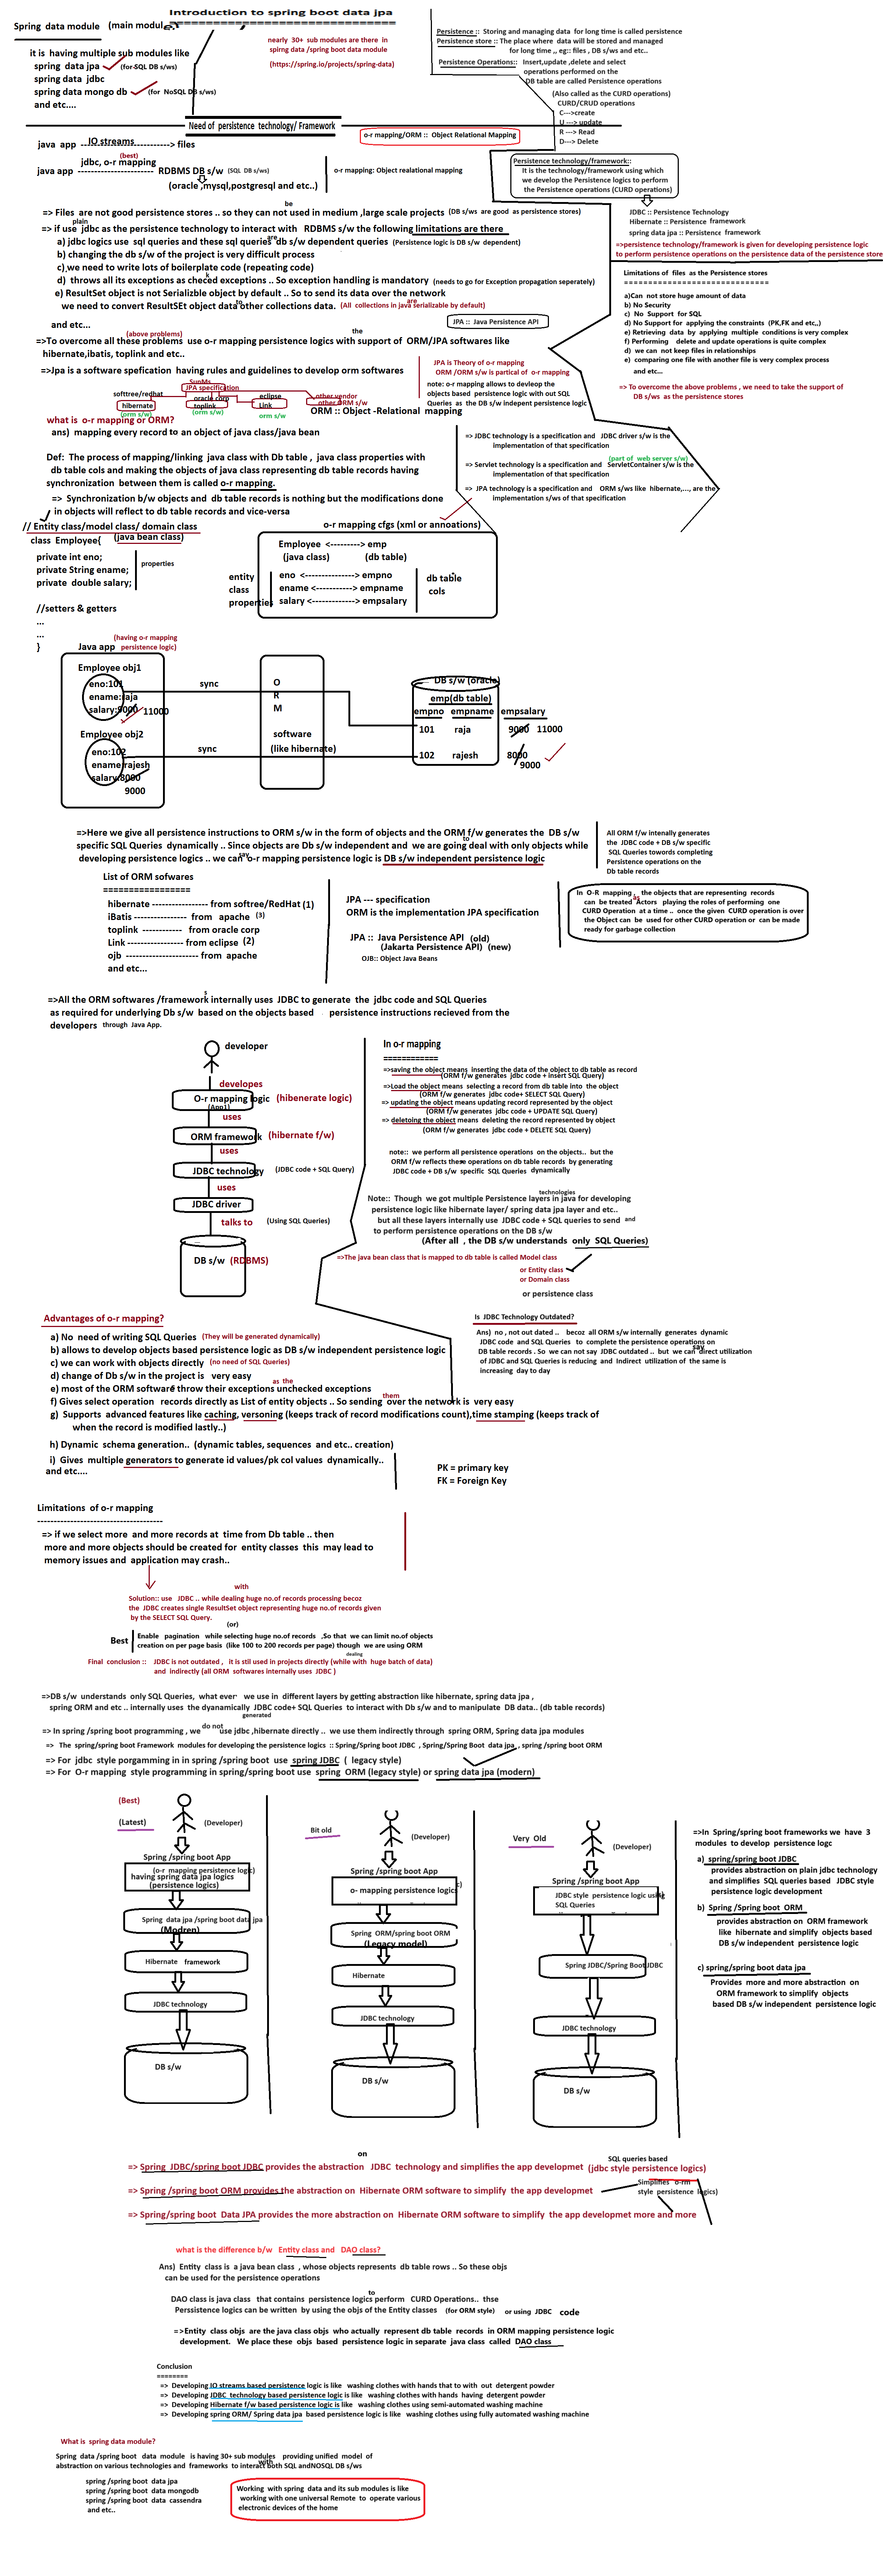 Introduction to spring boot data jpa
Spring data module (main module)
it is having multiple sub modules like
spring data jpa (for SQL DB s/ws)
spring data jdbc
spring data mongo db (for NoSQL DB s/ws)
and etc....
nearly 30+ sub modules are there in
spirng data /spring boot data module
(https://spring.io/projects/spring-data)
Persistence :: Storing and managing data for long time is called persistence
Persistence store :: The place where data will be stored and managed
for long time ,, eg:: files , DB s/ws and etc..
Persistence Operations:: Insert,update ,delete and select
operations performed on the
DB table are called Persistence operations
(Also called as the CURD operations)
CURD/CRUD operations
C--->create
U ---> update
R ---> Read
D---> Delete
Need of persistence technology/ Framework
o-r mapping/ORM :: Object Relational Mapping
java app IO streams ---------------------------> files
(best)
jdbc, o-r mapping
java app ----------------------- RDBMS DB s/w (SQL DB s/ws)
(oracle ,mysql,postgresql and etc..)
o-r mapping: Object realational mapping
Persistence technology/framework::
It is the technology/framework using which
we develop the Persistence logics to perform
the Persistence operations (CURD operations)
JDBC :: Persistence Technology
Hibernate :: Persistence framework
spring data jpa :: Persistence framework
=>persistence technology/framework is given for developing persistence logic
to perform persistence operations on the persistence data of the persistence store
be
=> Files are not good persistence stores .. so they can not used in medium ,large scale projects (DB s/ws are good as persistence stores)
plain
=> if use jdbc as the persistence technology to interact with RDBMS s/w the following limitations are there
are
a) jdbc logics use sql queries and these sql queries db s/w dependent queries (Persistence logic is DB s/w dependent)
b) changing the db s/w of the project is very difficult process
c) we need to write lots of boilerplate code (repeating code)
k
d) throws all its exceptions as checed exceptions .. So exception handling is mandatory (needs to go for Exception propagation seperately)
e) ResultSet object is not Serializble object by default .. So to send its data over the network
to
we need to convert ResultSEt object data other collections data. (All collections in java serializable by default)
are
and etc...
JPA :: Java Persistence API
(above problems)
the
=>To overcome all these problems use o-r mapping persistence logics with support of ORM/JPA softwares like
hibernate,ibatis, toplink and etc..
=>Jpa is a software spefication having rules and guidelines to develop orm softwares
Limitations of files as the Persistence stores
===============================
a)Can not store huge amount of data
b) No Security
c) No Support for SQL
d) No Support for applying the constraints (PK,FK and etc,,)
e) Retrieving data by applying multiple conditions is very complex
f) Performing delete and update operations is quite complex
d) we can not keep files in relationships
e) comparing one file with another file is very complex process
and etc...
=> To overcome the above problems , we need to take the support of
DB s/ws as the persistence stores
JPA is Theory of o-r mapping
ORM /ORM s/w is partical of o-r mapping
note: o-r mapping allows to devleop the
objects based persistence logic with out SQL
Queries as the DB s/w indepent persistence logic
SunMs
JPA specification
softtree/redhat
hibernate
(orm s/w)
oracle corp
toplink
(orm s/w)
eclipse
Link
orm s/w
other vendor
other ORM s/w
ORM :: Object -Relational mapping
what is o-r mapping or ORM?
ans) mapping every record to an object of java class/java bean
Def: The process of mapping/linking java class with Db table , java class properties with
db table cols and making the objects of java class representing db table records having
synchronization between them is called o-r mapping.
=> Synchronization b/w objects and db table records is nothing but the modifications done
in objects will reflect to db table records and vice-versa
=> JDBC technology is a specification and JDBC driver s/w is the
implementation of that specification
(part of web server s/w)
=> Servlet technology is a specification and ServletContainer s/w is the
implementation of that specification
=> JPA technology is a specification and ORM s/ws like hibernate,..., are the
implementation s/ws of that specification
// Entity class/model class/ domain class
class Employee{ (java bean class)
private int eno;
private String ename;
private double salary;
properties
//setters & getters
...
...
}
o-r mapping cfgs (xml or annoations)
Employee <---------> emp
(java class) (db table)
entity
class
properties
eno <---------------> empno
ename <-----------> empname
salary <------------> empsalary
db table
cols
Java app (having o-r mapping
persistence logic)
Employee obj1
eno:101
ename:raja
salary:9000 11000
Employee obj2
eno:102
ename:rajesh
salary:8000
9000
sync
sync
O
R
M
software
(like hibernate)
DB s/w (oracle)
emp(db table)
empno empname empsalary
101 raja 9000 11000
102 rajesh 8000
9000
=>Here we give all persistence instructions to ORM s/w in the form of objects and the ORM f/w generates the DB s/w
to
specific SQL Queries dynamically .. Since objects are Db s/w independent and we are going deal with only objects while
say
developing persistence logics .. we can o-r mapping persistence logic is DB s/w independent persistence logic
All ORM f/w intenally generates
the JDBC code + DB s/w specific
SQL Queries towards completing
Persistence operations on the
Db table records
List of ORM sofwares
=================
hibernate ----------------- from softree/RedHat (1)
iBatis ---------------- from apache (3)
toplink ------------ from oracle corp
Link ----------------- from eclipse (2)
ojb ---------------------- from apache
and etc...
JPA --- specification
ORM is the implementation JPA specification
JPA :: Java Persistence API (old)
(Jakarta Persistence API) (new)
OJB:: Object Java Beans
In O-R mapping , the objects that are representing records
as
can be treated Actors playing the roles of performing one
CURD Operation at a time .. once the given CURD operation is over
the Object can be used for other CURD operation or can be made
ready for garbage collection
s
=>All the ORM softwares /framework internally uses JDBC to generate the jdbc code and SQL Queries
as required for underlying Db s/w based on the objects based persistence instructions recieved from the
developers through Java App.
developer
developes
O-r mapping logic (hibenerate logic)
(App1)
uses
ORM framework (hibernate f/w)
uses
JDBC technology (JDBC code + SQL Query)
uses
JDBC driver
talks to (Using SQL Queries)
DB s/w (RDBMS)
In o-r mapping
============
=>saving the object means inserting the data of the object to db table as record
(ORM f/w generates jdbc code + insert SQL Query)
=>Load the object means selecting a record from db table into the object
(ORM f/w generates jdbc code+ SELECT SQL Query)
=> updating the object means updating record represented by the object
(ORM f/w generates jdbc code + UPDATE SQL Query)
=> deletoing the object means deleting the record represented by object
(ORM f/w generates jdbc code + DELETE SQL Query)
note:: we perform all persistence operations on the objects.. but the
ORM f/w reflects these operations on db table records by generating
JDBC code + DB s/w specific SQL Queries dynamically
technologies
Note:: Though we got multiple Persistence layers in java for developing
persistence logic like hibernate layer/ spring data jpa layer and etc..
but all these layers internally use JDBC code + SQL queries to send and
to perform persistence operations on the DB s/w
(After all , the DB s/w understands only SQL Queries)
=>The java bean class that is mapped to db table is called Model class
or Entity class
or Domain class
or persistence class
Advantages of o-r mapping?
a) No need of writing SQL Queries (They will be generated dynamically)
b) allows to develop objects based persistence logic as DB s/w independent persistence logic
c) we can work with objects directly (no need of SQL Queries)
d) change of Db s/w in the project is very easy
as the
e) most of the ORM software throw their exceptions unchecked exceptions
them
f) Gives select operation records directly as List of entity objects .. So sending over the network is very easy
g) Supports advanced features like caching, versoning (keeps track of record modifications count),time stamping (keeps track of
when the record is modified lastly..)
h) Dynamic schema generation.. (dynamic tables, sequences and etc.. creation)
i) Gives multiple generators to generate id values/pk col values dynamically..
and etc....
Is JDBC Technology Outdated?
Ans) no , not out dated .. becoz all ORM s/w internally generates dynamic
JDBC code and SQL Queries to complete the persistence operations on
say
DB table records . So we can not say JDBC outdated .. but we can direct utilization
of JDBC and SQL Queries is reducing and Indirect utilization of the same is
increasing day to day
PK = primary key
FK = Foreign Key
Limitations of o-r mapping
--------------------------------------
=> if we select more and more records at time from Db table .. then
more and more objects should be created for entity classes this may lead to
memory issues and application may crash..
with
Solution:: use JDBC .. while dealing huge no.of records processing becoz
the JDBC creates single ResultSet object representing huge no.of records given
by the SELECT SQL Query.
(or)
Best
Enable pagination while selecting huge no.of records ,So that we can limit no.of objects
creation on per page basis (like 100 to 200 records per page) though we are using ORM
dealing
Final conclusion :: JDBC is not outdated , it is stil used in projects directly (while with huge batch of data)
and indirectly (all ORM softwares internally uses JDBC )
=>DB s/w understands only SQL Queries, what ever we use in different layers by getting abstraction like hibernate, spring data jpa ,
spring ORM and etc .. internally uses the dyanamically JDBC code+ SQL Queries to interact with Db s/w and to manipulate DB data.. (db table records)
generated
do not
=> In spring /spring boot programming , we use jdbc ,hibernate directly .. we use them indirectly through spring ORM, Spring data jpa modules
=> The spring/spring boot Framework modules for developing the persistence logics :: Spring/Spring boot JDBC , Spring/Spring Boot data jpa , spring /spring boot ORM
=> For jdbc style porgamming in in spring /spring boot use spring JDBC ( legacy style)
=> For O-r mapping style programming in spring/spring boot use spring ORM (legacy style) or spring data jpa (modern)
(Best)
(Latest)
(Developer)
Spring /spring boot App
(o-r mapping persistence logic)
having spring data jpa logics
(persistence logics)
Spring data jpa /spring boot data jpa
(Modren)
Hibernate framework
JDBC technology
DB s/w
Bit old
(Developer)
Spring /spring boot App
o- mapping persistence logics
Spring ORM/spring boot ORM
(Legacy model)
Hibernate
JDBC technology
DB s/w
Very Old
(Developer)
Spring /spring boot App
JDBC style persistence logic using
SQL Queries
Spring JDBC/Spring Boot JDBC
JDBC technology
DB s/w
=>In Spring/spring boot frameworks we have 3
modules to develop persistence logc
a) spring/spring boot JDBC
provides abstraction on plain jdbc technology
and simplifies SQL queries based JDBC style
persistence logic development
b) Spring /Spring boot ORM
provides abstraction on ORM framework
like hibernate and simplify objects based
DB s/w independent persistence logic
c) spring/spring boot data jpa
Provides more and more abstraction on
ORM framework to simplify objects
based DB s/w independent persistence logic
on
SQL queries based
=> Spring JDBC/spring boot JDBC provides the abstraction JDBC technology and simplifies the app developmet (jdbc style persistence logics)
=> Spring /spring boot ORM provides the abstraction on Hibernate ORM software to simplify the app developmet
Simplifies o-rm
style persistence logics)
=> Spring/spring boot Data JPA provides the more abstraction on Hibernate ORM software to simplify the app developmet more and more
what is the difference b/w Entity class and DAO class?
Ans) Entity class is a java bean class , whose objects represents db table rows .. So these objs
can be used for the persistence operations
to
DAO class is java class that contains persistence logics perform CURD Operations.. thse
Perssistence logics can be written by using the objs of the Entity classes (for ORM style) or using JDBC code
=>Entity class objs are the java class objs who actually represent db table records in ORM mapping persistence logic
development. We place these objs based persistence logic in separate java class called DAO class
Conclusion
========
=> Developing IO streams based persistence logic is like washing clothes with hands that to with out detergent powder
=> Developing JDBC technology based persistence logic is like washing clothes with hands having detergent powder
=> Developing Hibernate f/w based persistence logic is like washing clothes using semi-automated washing machine
=> Developing spring ORM/ Spring data jpa based persistence logic is like washing clothes using fully automated washing machine
What is spring data module?
Spring data /spring boot data module is having 30+ sub modules providing unified model of
with
abstraction on various technologies and frameworks to interact both SQL andNOSQL DB s/ws
spring /spring boot data jpa
spring /spring boot data mongodb
spring /spring boot data cassendra
and etc..
Working with spring data and its sub modules is like
working with one universal Remote to operate various
electronic devices of the home